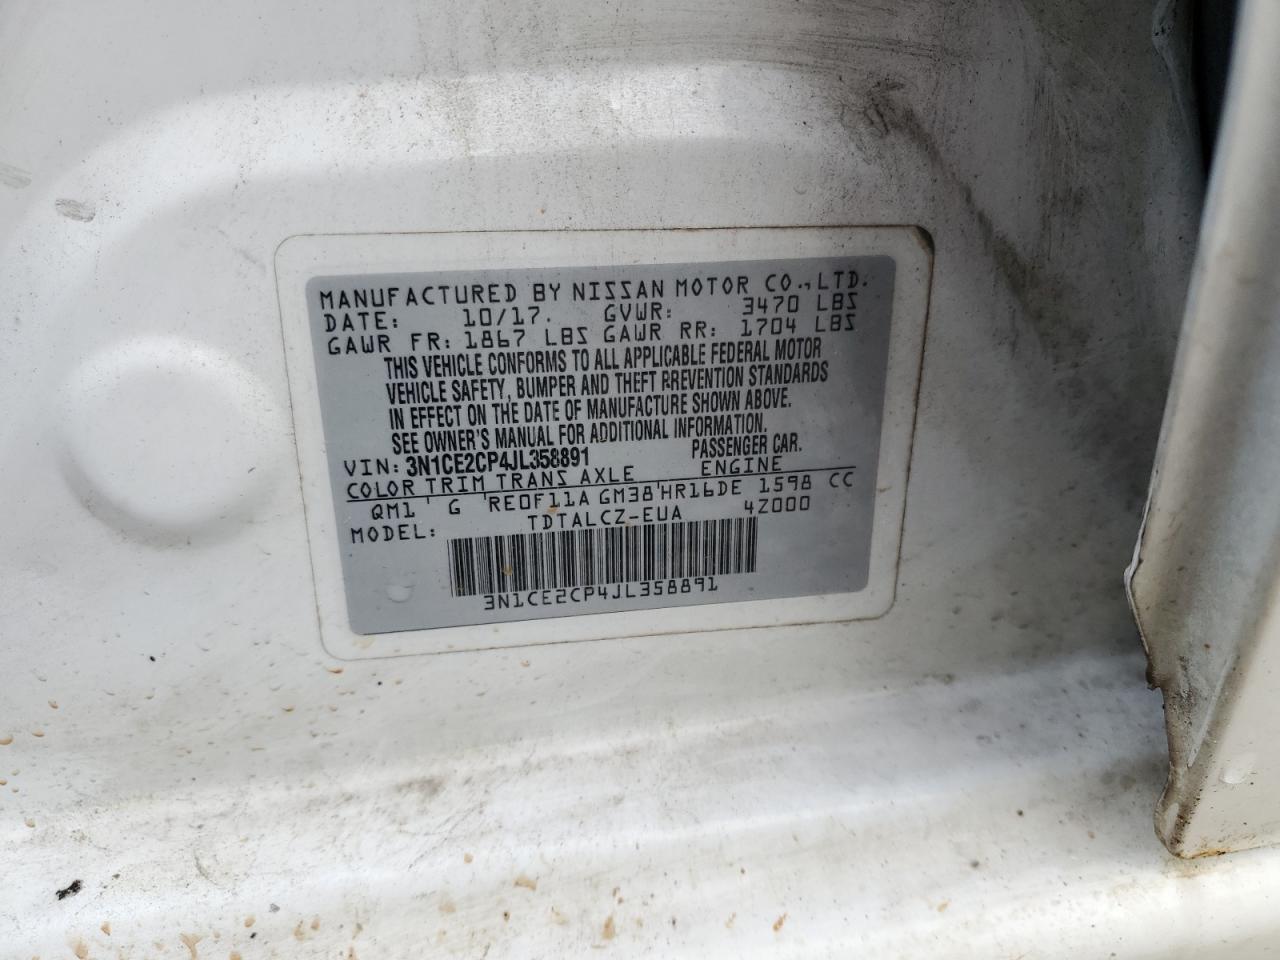 MANUFACTURED BY NISSAN MOTOR CO.,LTD.
DATE: 10/17. GVWR: 3470 LBS
GAWR FR: 1867 LBS GAWR RR: 1704 LBS
THIS VEHICLE CONFORMS TO ALL APPLICABLE FEDERAL MOTOR
VEHICLE SAFETY, BUMPER AND THEFT PREVENTION STANDARDS
IN EFFECT ON THE DATE OF MANUFACTURE SHOWN ABOVE.
SEE OWNER'S MANUAL FOR ADDITIONAL INFORMATION.
VIN: 3N1CE2CP4JL358891 PASSENGER CAR.
COLOR TRIM TRANS AXLE ENGINE
QM1 ' G 'RE0F11A GM38'HR16DE 1598 CC
MODEL: TDTALCZ-EUA 4Z000
3N1CE2CP4JL358891